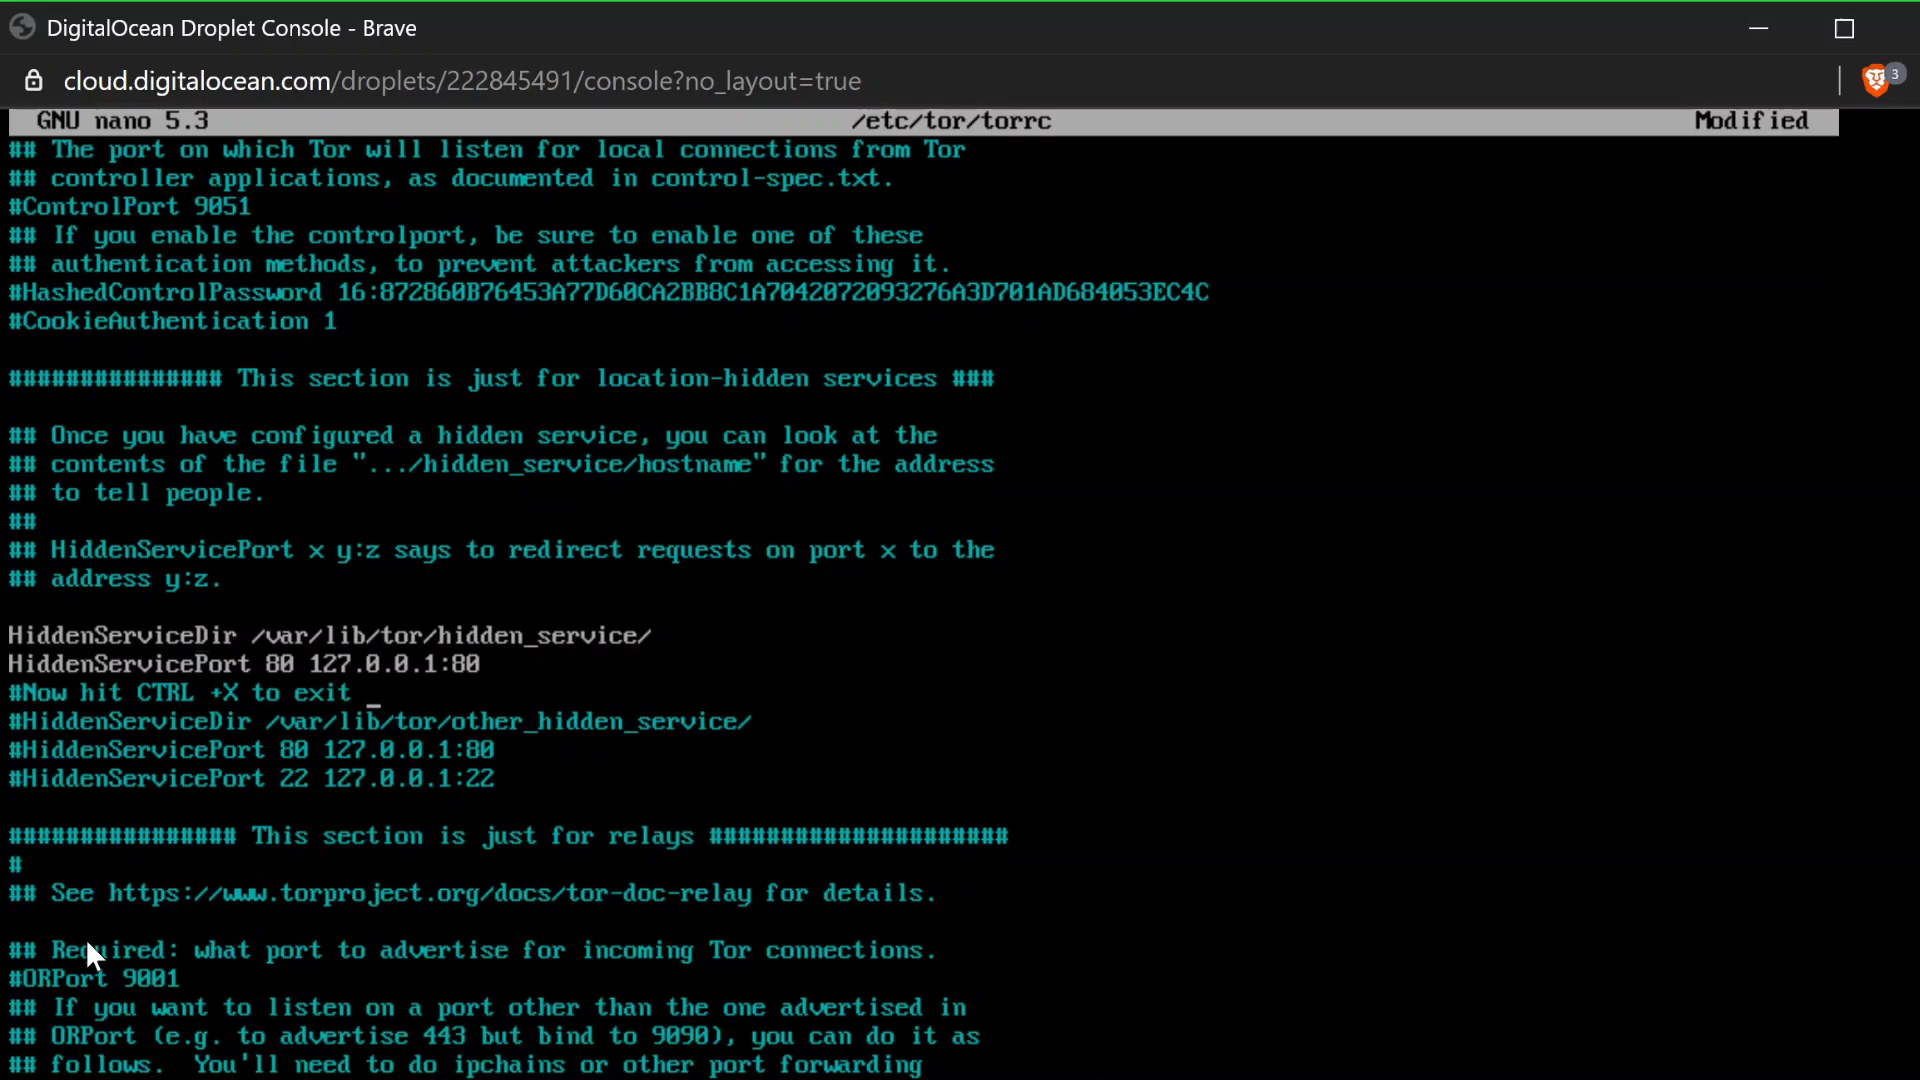 DigitalOcean Droplet Console - Brave
cloud.digitalocean.com/droplets/222845491/console?no_layout=true
3
GNU nano 5.3 /etc/tor/torrc Modified
## The port on which Tor will listen for local connections from Tor
## controller applications, as documented in control-spec.txt.
#ControlPort 9051
## If you enable the controlport, be sure to enable one of these
## authentication methods, to prevent attackers from accessing it.
#HashedControlPassword 16:872860B76453A77D60CA2BB8C1A7042072093276A3D701AD684053EC4C
#CookieAuthentication 1
############### This section is just for location-hidden services ###
## Once you have configured a hidden service, you can look at the
## contents of the file ".../hidden_service/hostname" for the address
## to tell people.
##
## HiddenServicePort x y:z says to redirect requests on port x to the
## address y:z.
HiddenServiceDir /var/lib/tor/hidden_service/
HiddenServicePort 80 127.0.0.1:80
#Now hit CTRL +X to exit _
#HiddenServiceDir /var/lib/tor/other_hidden_service/
#HiddenServicePort 80 127.0.0.1:80
#HiddenServicePort 22 127.0.0.1:22
################ This section is just for relays #####################
#
## See https://www.torproject.org/docs/tor-doc-relay for details.
## Required: what port to advertise for incoming Tor connections.
#ORPort 9001
## If you want to listen on a port other than the one advertised in
## ORPort (e.g. to advertise 443 but bind to 9090), you can do it as
## follows.  You'll need to do ipchains or other port forwarding